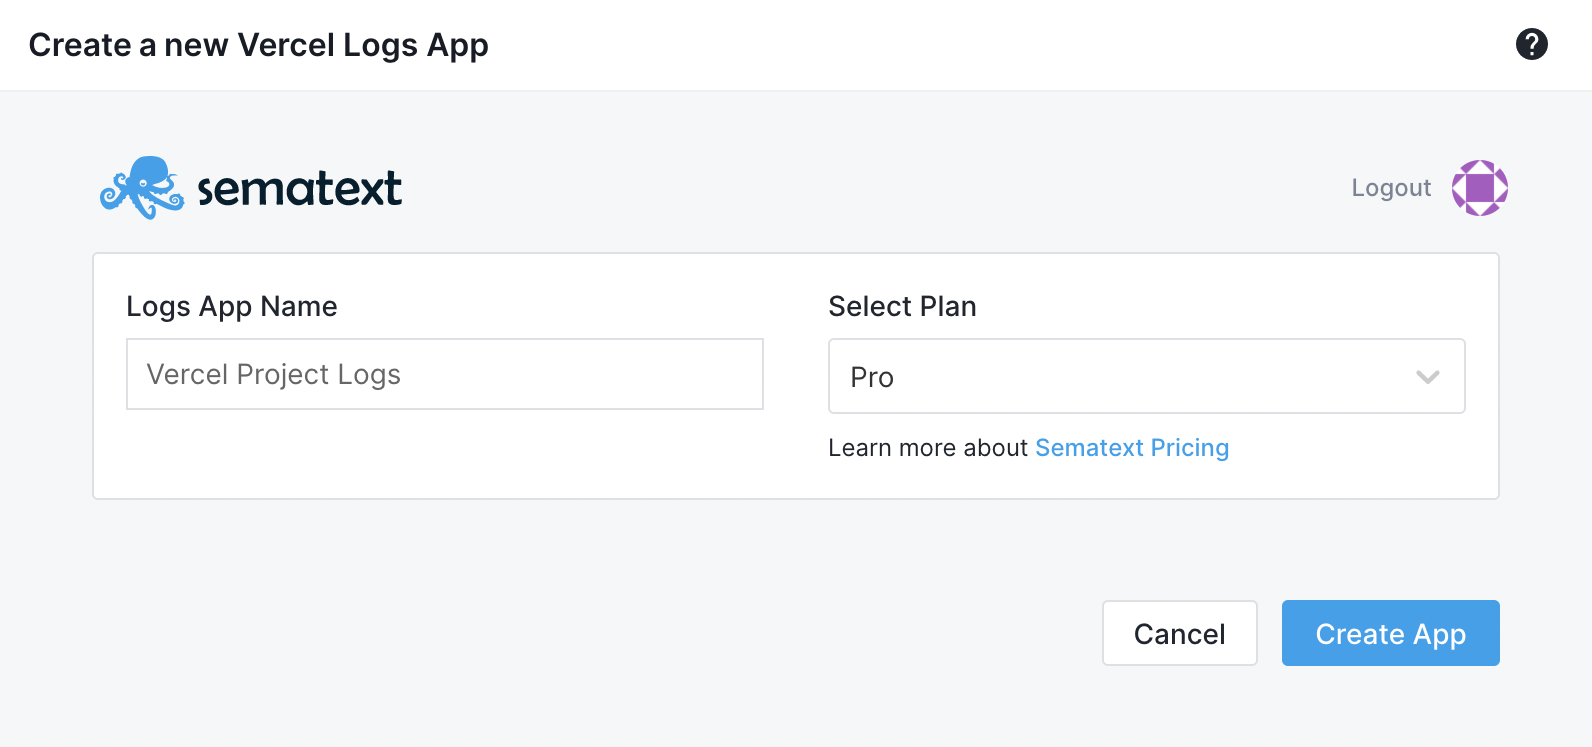 Create a new Vercel Logs App
?
sematext
Logout
Logs App Name
Select Plan
Vercel Project Logs
Pro
Learn more about Sematext Pricing
Cancel
Create App